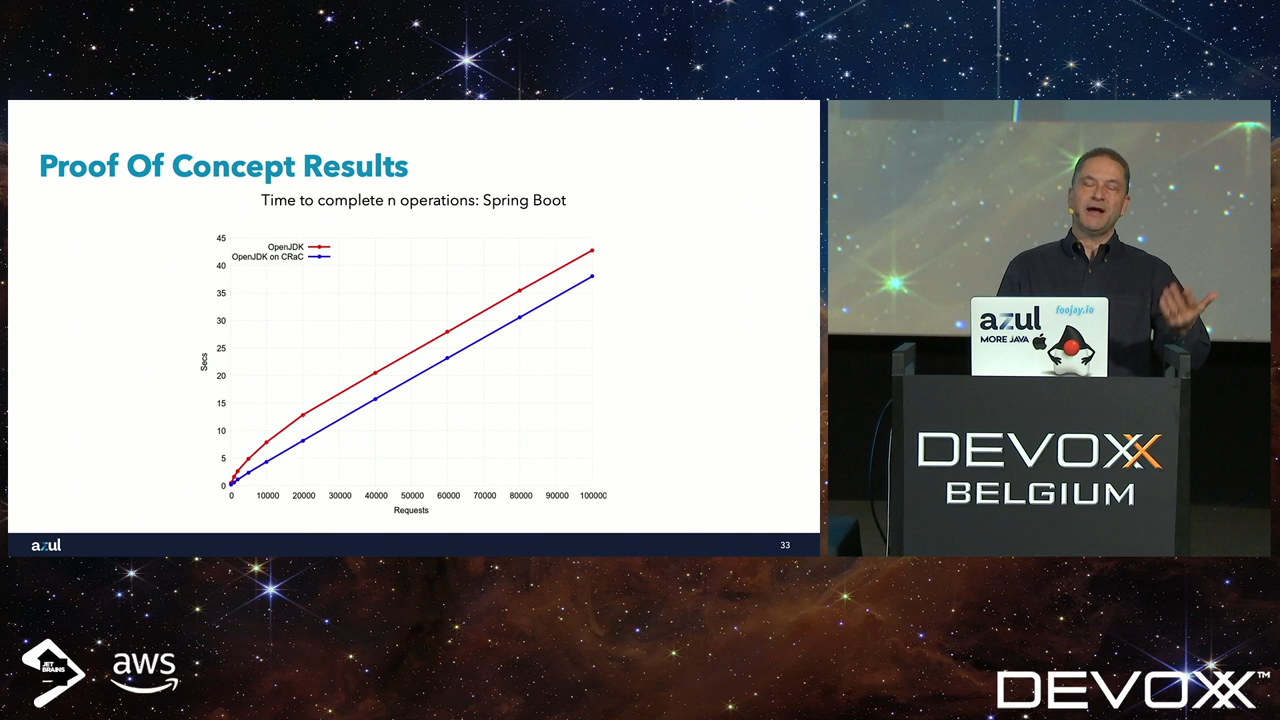 Proof Of Concept Results
Time to complete n operations: Spring Boot
45
40
35
30
25
20
15
10
5
0
Secs
OpenJDK
OpenJDK on CRaC
0 10000 20000 30000 40000 50000 60000 70000 80000 90000 100000
Requests
azul
33
azul
foojay.io
MORE JAVA
DEVOXX
BELGIUM
JET
BRAINS
aws
DEVOXX™